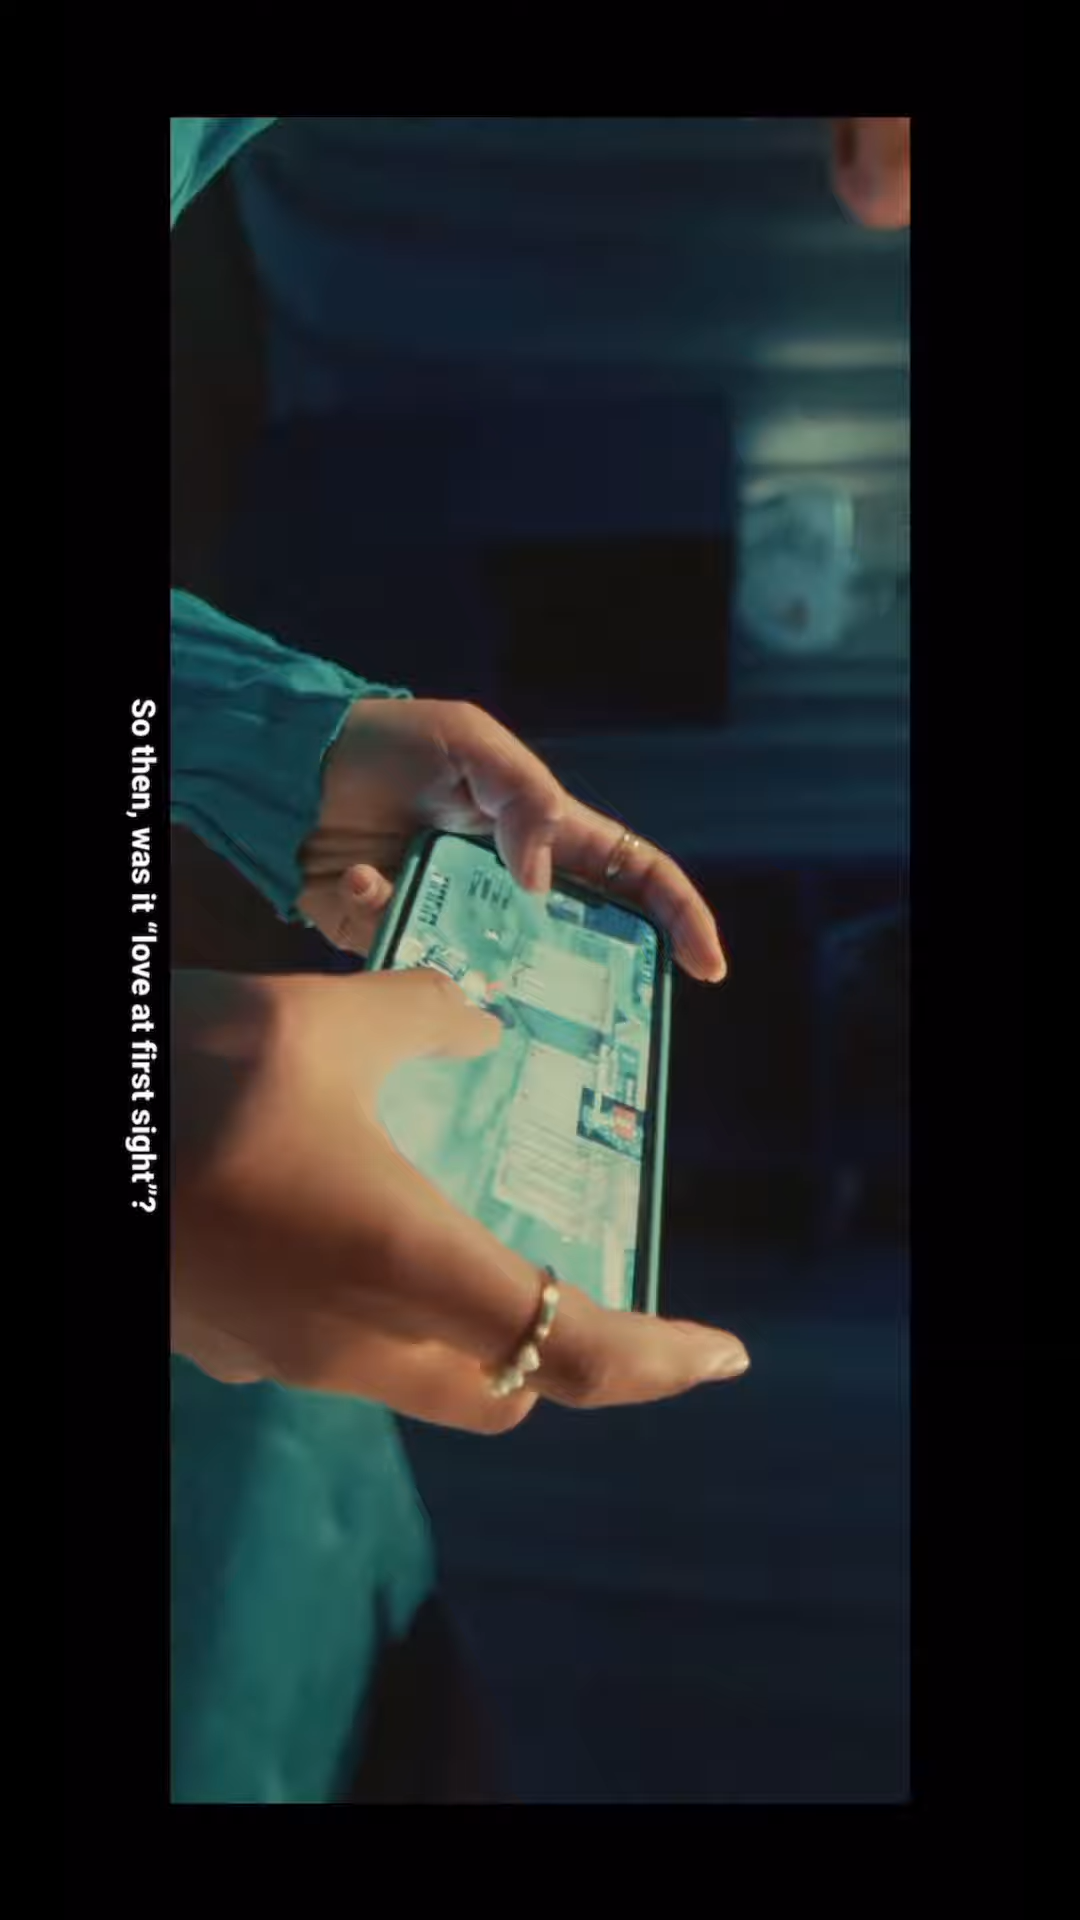 So then, was it “love at first sight”?